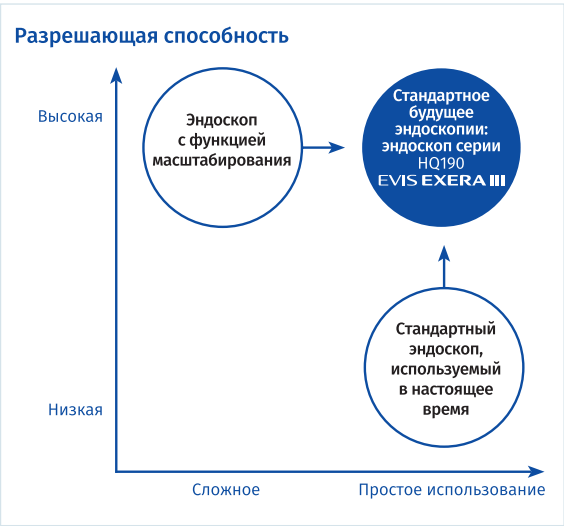 Разрешающая способность
Высокая
Эндоскоп
с функцией
масштабирования
Стандартное
будущее
эндоскопии:
эндоскоп серии
HQ190
EVIS EXERA III
Стандартный
эндоскоп,
используемый
в настоящее
время
Низкая
Сложное
Простое использование